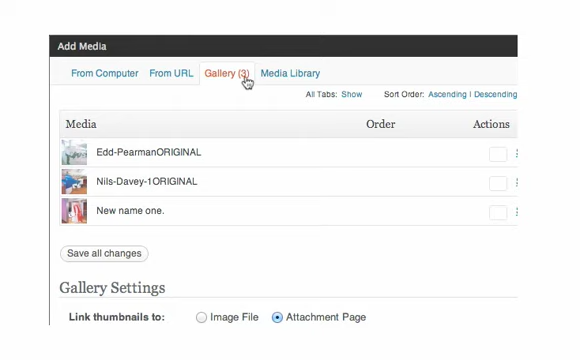 Add Media
From Computer From URL Gallery (3) Media Library
All Tabs: Show Sort Order: Ascending | Descending
Media Order Actions
Edd-PearmanORIGINAL
Nils-Davey-1ORIGINAL
New name one.
Save all changes
Gallery Settings
Link thumbnails to: Image File Attachment Page